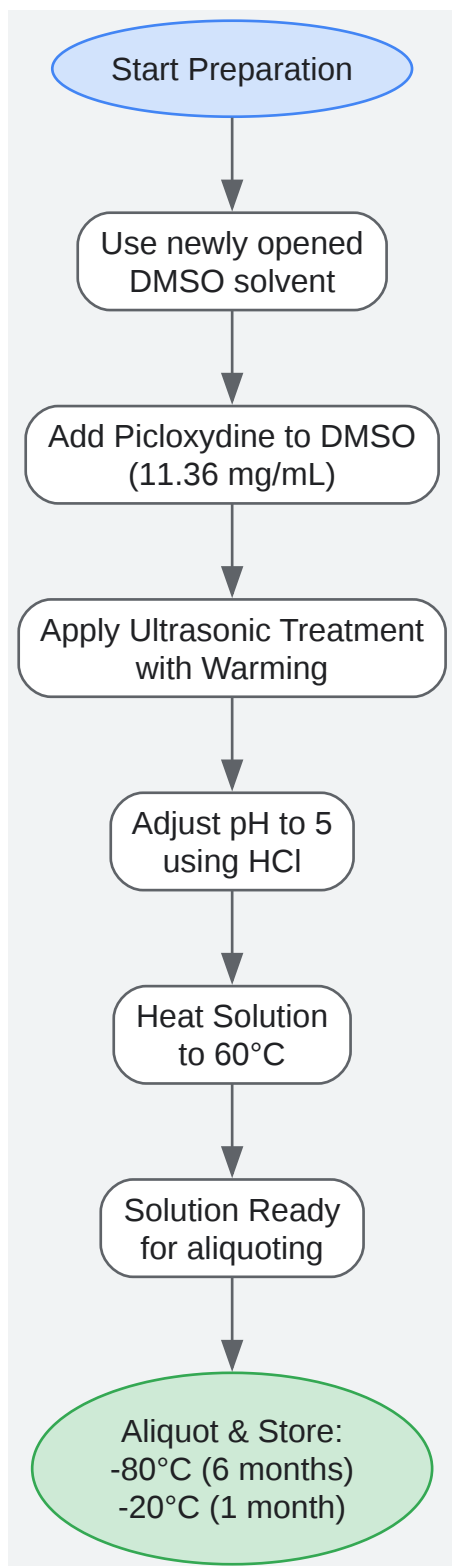 Start Preparation
Use newly opened
DMSO solvent
Add Picloxydine to DMSO
(11.36 mg/mL)
Apply Ultrasonic Treatment
with Warming
Adjust pH to 5
using HCl
Heat Solution
to 60°C
Solution Ready
for aliquoting
Aliquot & Store:
-80°C (6 months)
-20°C (1 month)